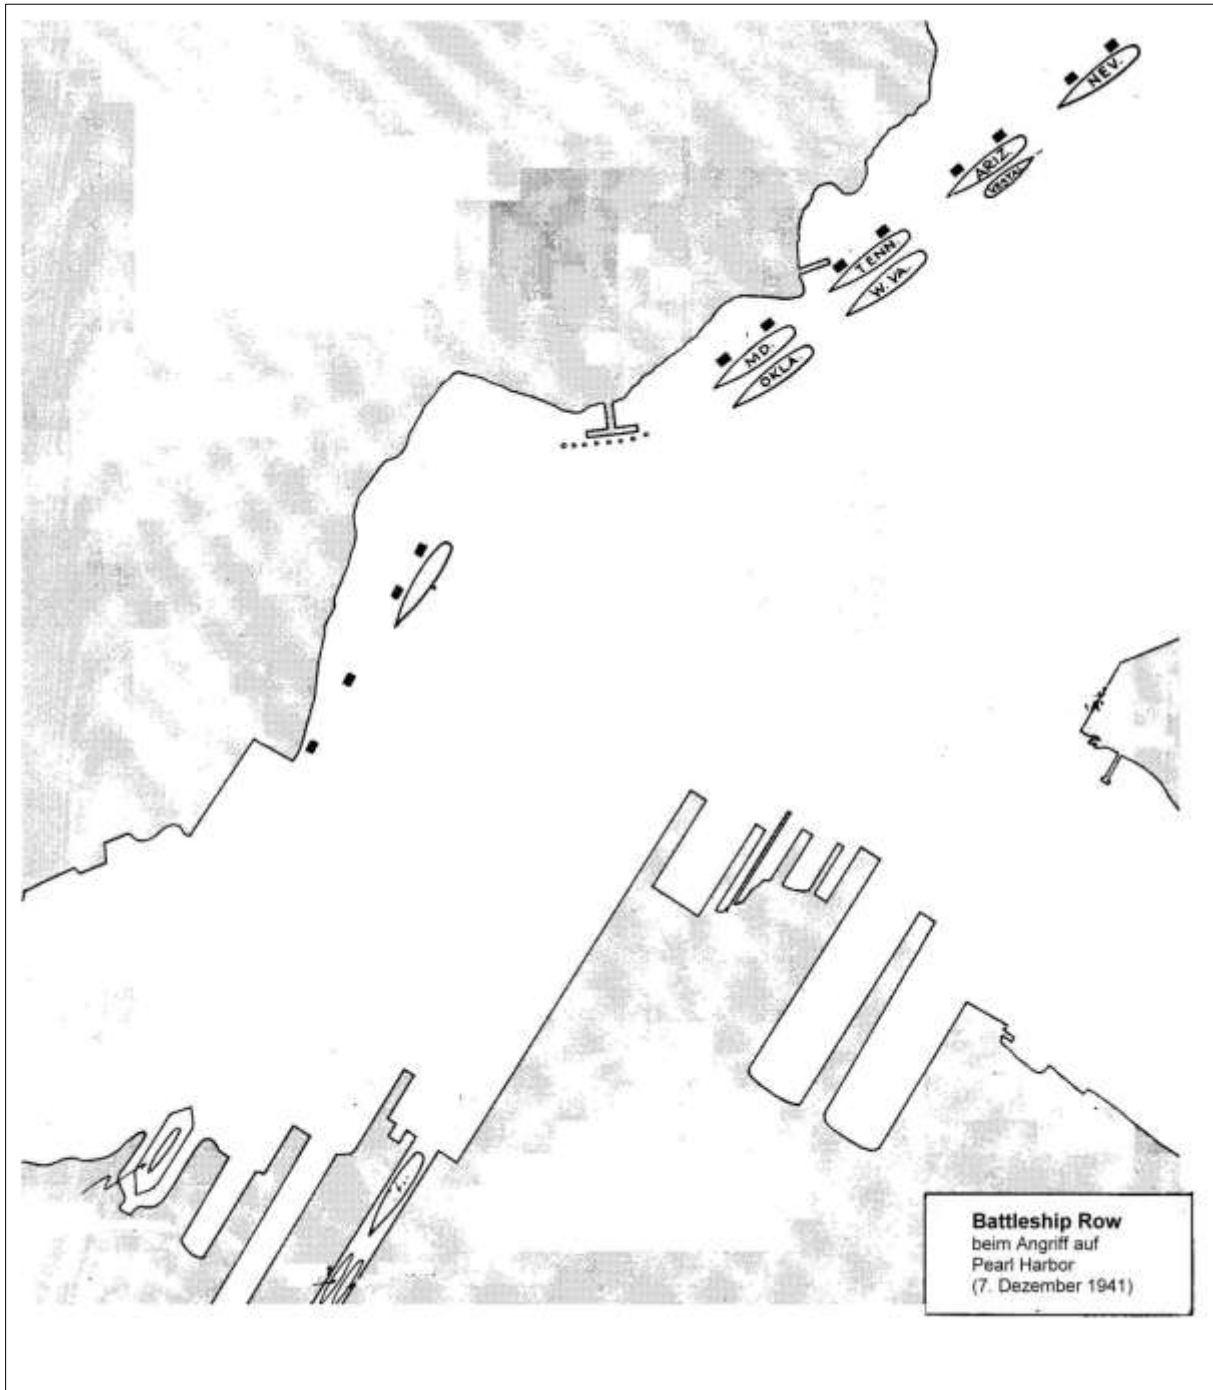 NEV.
ARIZ.
VESTAL
TENN.
W. VA.
MD.
OKLA.
Battleship Row
beim Angriff auf
Pearl Harbor
(7. Dezember 1941)